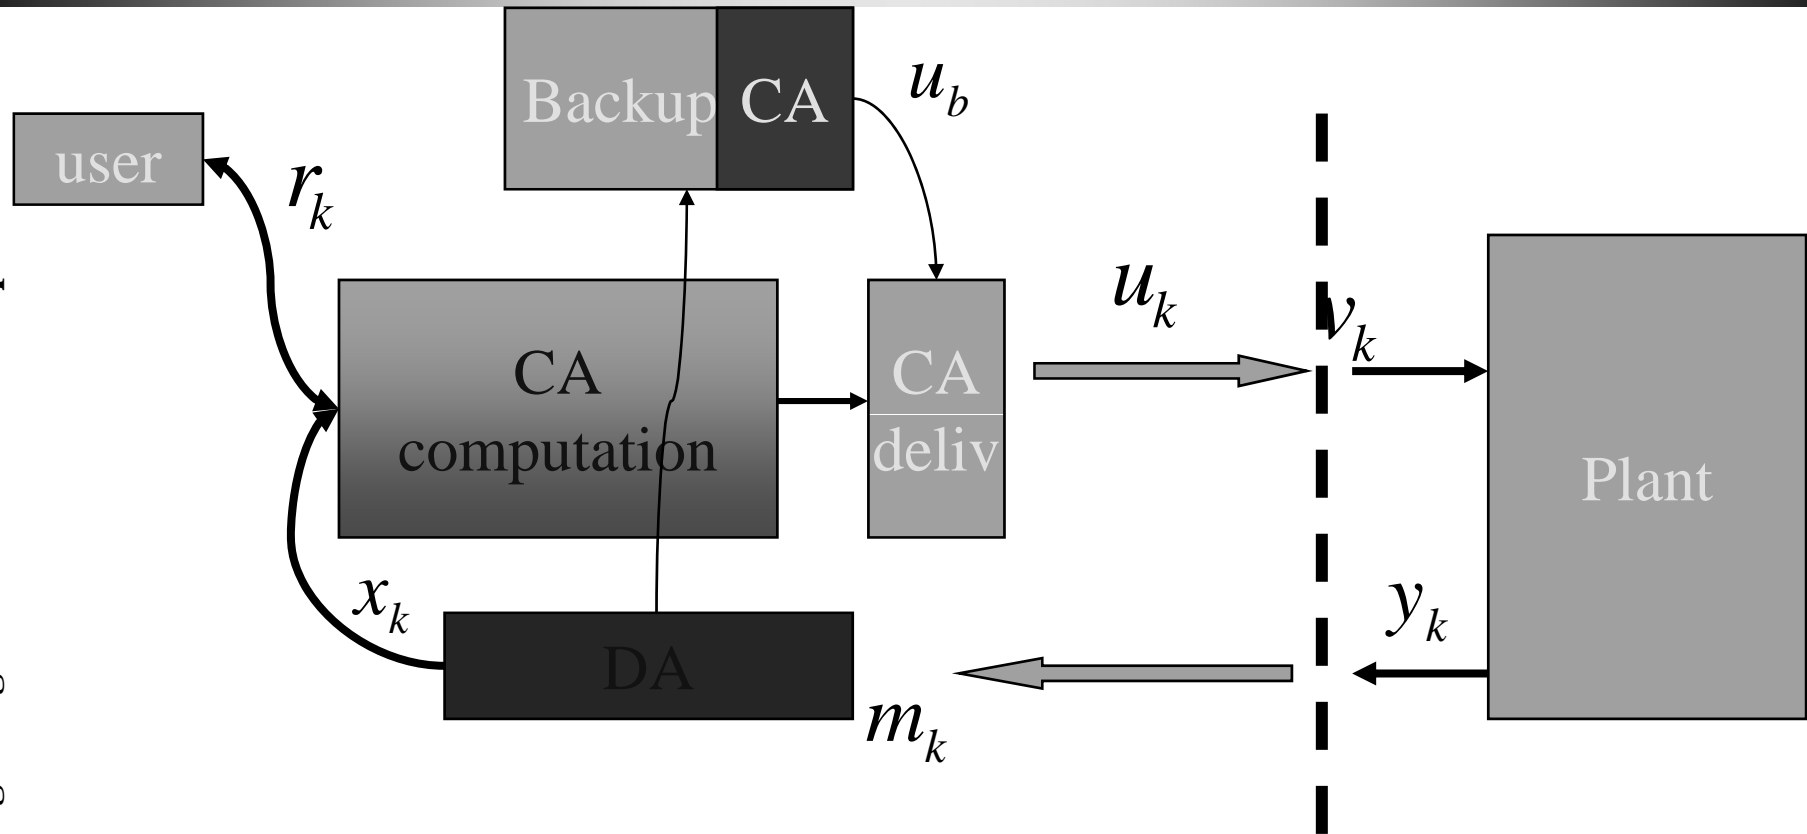 Backup CA
u_b
user
r_k
u_k
v_k
CA
computation
CA
deliv
Plant
x_k
y_k
DA
m_k